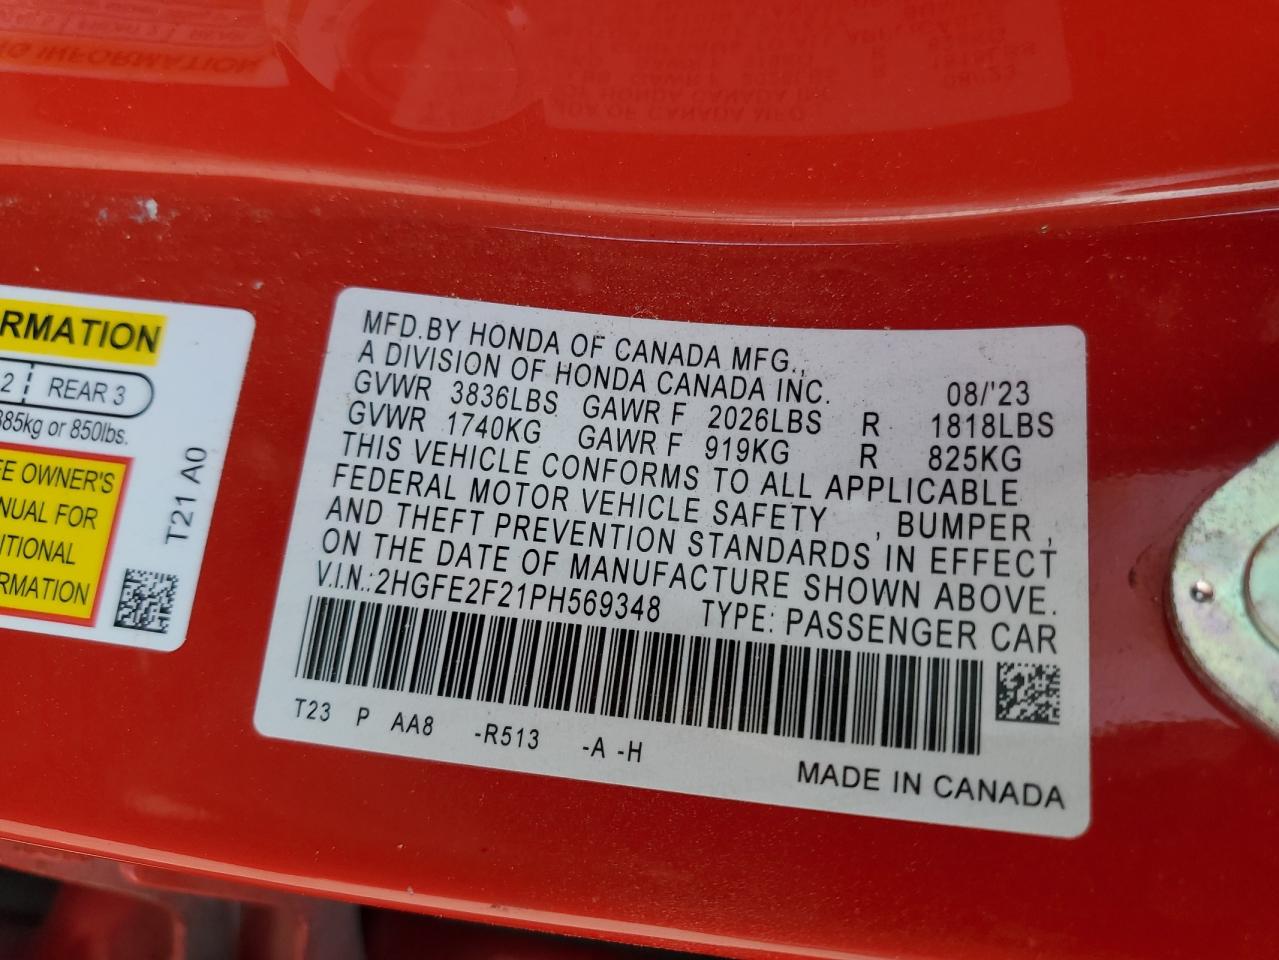 RMATION
2 REAR 3
385kg or 850lbs.
EE OWNER'S
NUAL FOR
ITIONAL
RMATION
T21 A0
MFD.BY HONDA OF CANADA MFG.,
A DIVISION OF HONDA CANADA INC. 08/'23
GVWR 3836LBS GAWR F 2026LBS R 1818LBS
GVWR 1740KG GAWR F 919KG R 825KG
THIS VEHICLE CONFORMS TO ALL APPLICABLE
FEDERAL MOTOR VEHICLE SAFETY , BUMPER ,
AND THEFT PREVENTION STANDARDS IN EFFECT
ON THE DATE OF MANUFACTURE SHOWN ABOVE.
V.I.N.:2HGFE2F21PH569348 TYPE: PASSENGER CAR
T23 P AA8 -R513 -A -H
MADE IN CANADA